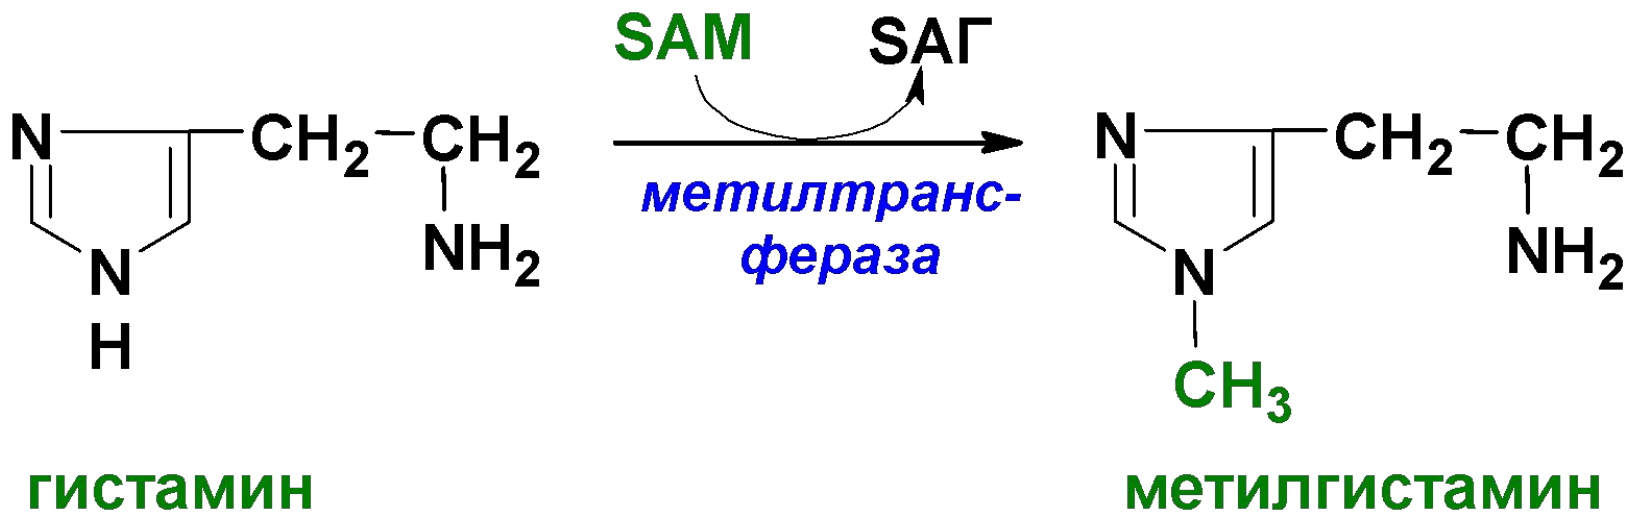 SAM SAГ
N CH₂ CH₂ N CH₂ CH₂
метилтранс-
NH₂ фераза NH₂
N N
H
CH₃
гистамин метилгистамин